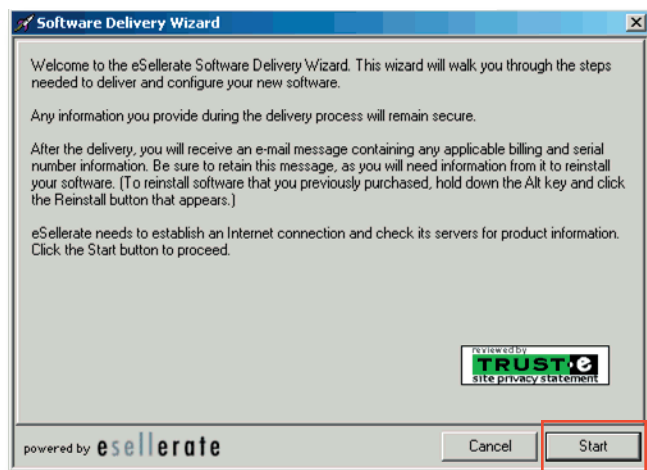 Software Delivery Wizard
Welcome to the eSellerate Software Delivery Wizard. This wizard will walk you through the steps
needed to deliver and configure your new software.
Any information you provide during the delivery process will remain secure.
After the delivery, you will receive an e-mail message containing any applicable billing and serial
number information. Be sure to retain this message, as you will need information from it to reinstall
your software. (To reinstall software that you previously purchased, hold down the Alt key and click
the Reinstall button that appears.)
eSellerate needs to establish an Internet connection and check its servers for product information.
Click the Start button to proceed.
reviewed by
TRUST·e
site privacy statement
powered by esellerate
Cancel
Start